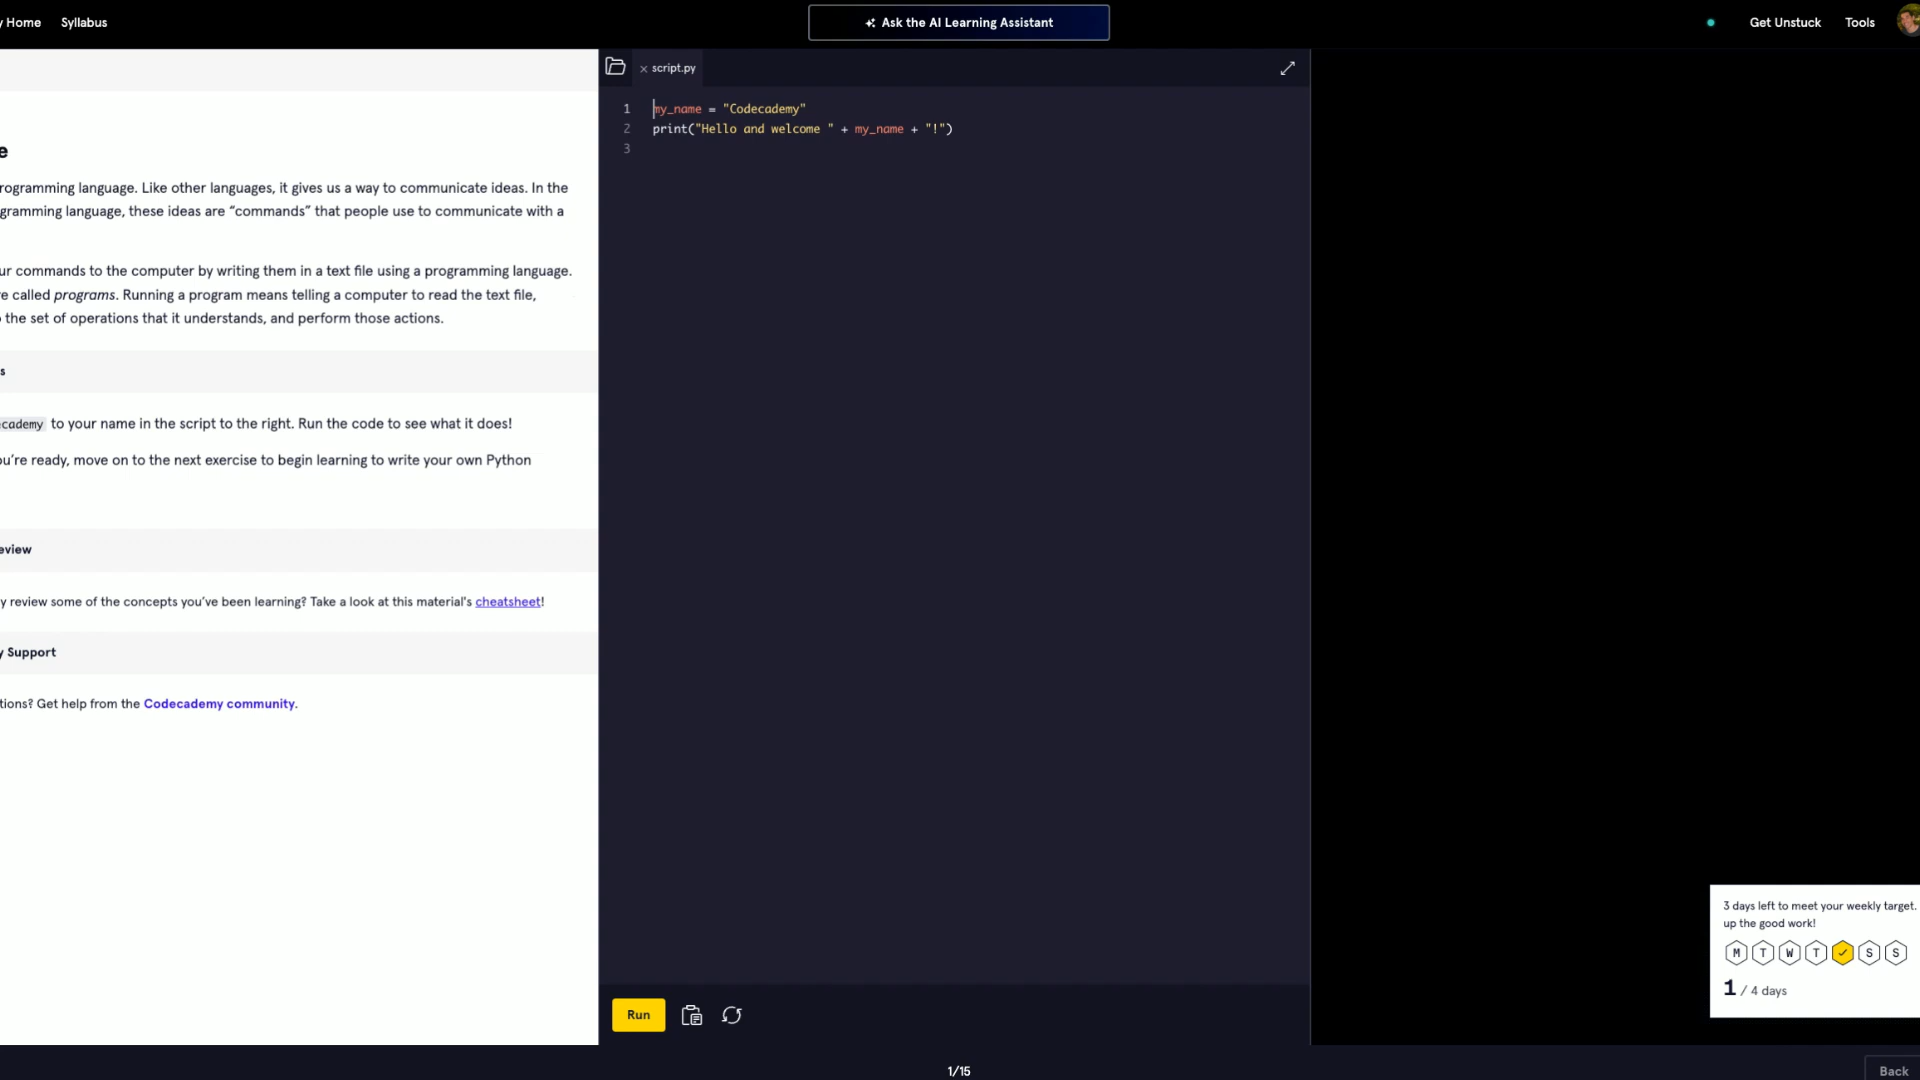 Home
Syllabus
Ask the AI Learning Assistant
Get Unstuck
Tools
programming language. Like other languages, it gives us a way to communicate ideas. In the
language, these ideas are “commands” that people use to communicate with a
commands to the computer by writing them in a text file using a programming language.
called programs. Running a program means telling a computer to read the text file,
the set of operations that it understands, and perform those actions.
to your name in the script to the right. Run the code to see what it does!
ready, move on to the next exercise to begin learning to write your own Python
review some of the concepts you’ve been learning? Take a look at this material's cheatsheet!
Support
Get help from the Codecademy community.
× script.py
1 my_name = "Codecademy"
2 print("Hello and welcome " + my_name + "!")
3
Run
3 days left to meet your weekly target.
up the good work!
M T W T S S
1 / 4 days
1/15
Back